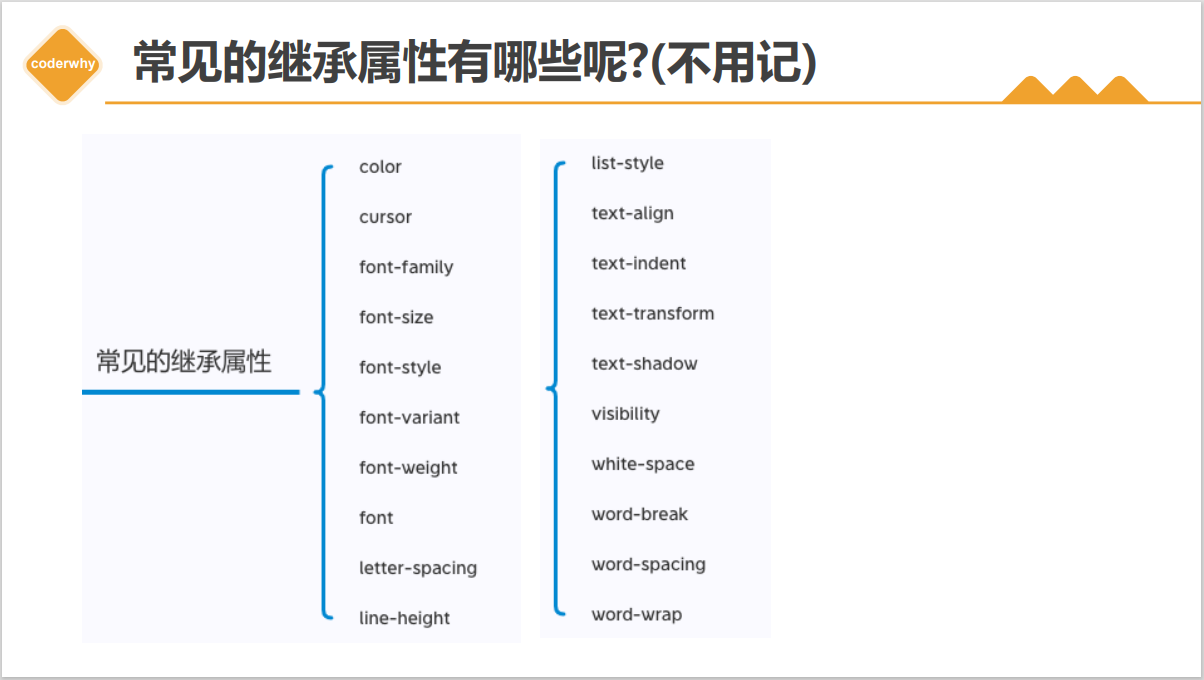 coderwhy
常见的继承属性有哪些呢?(不用记)
常见的继承属性
color
cursor
font-family
font-size
font-style
font-variant
font-weight
font
letter-spacing
line-height
list-style
text-align
text-indent
text-transform
text-shadow
visibility
white-space
word-break
word-spacing
word-wrap